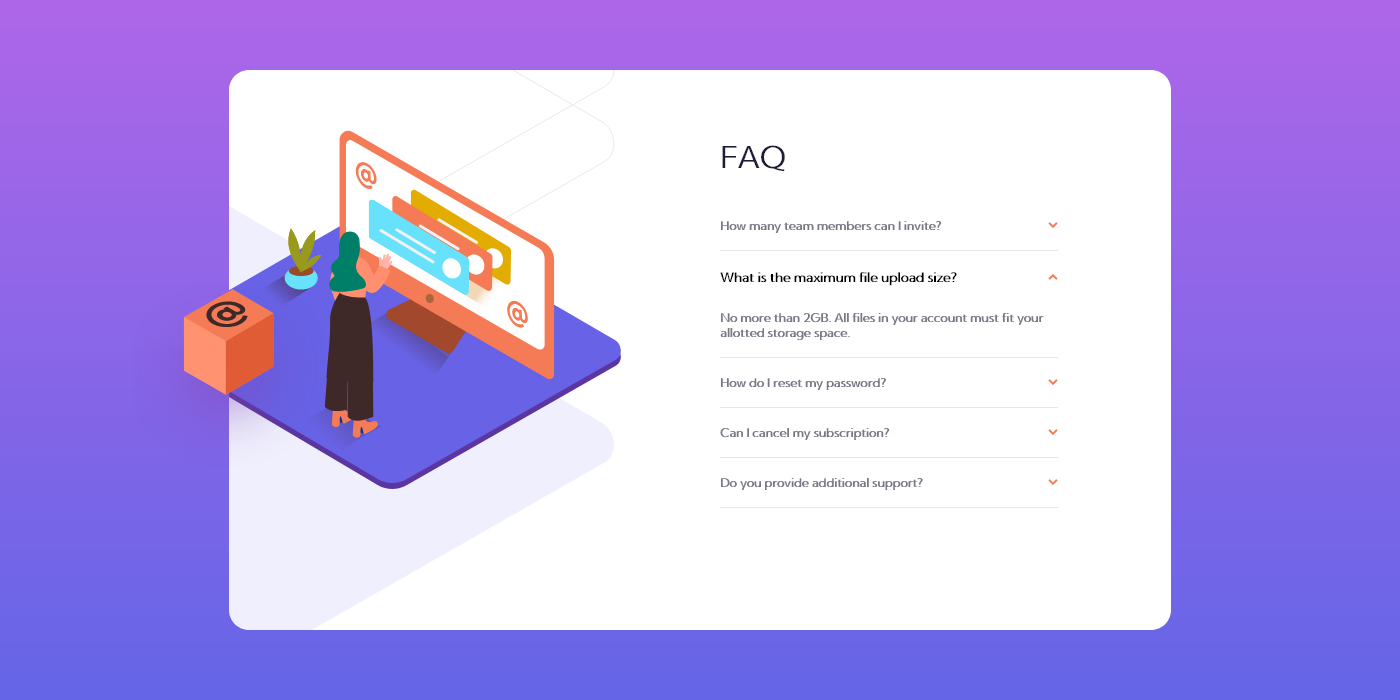 @
@
@
FAQ
How many team members can I invite?
What is the maximum file upload size?
No more than 2GB. All files in your account must fit your
allotted storage space.
How do I reset my password?
Can I cancel my subscription?
Do you provide additional support?